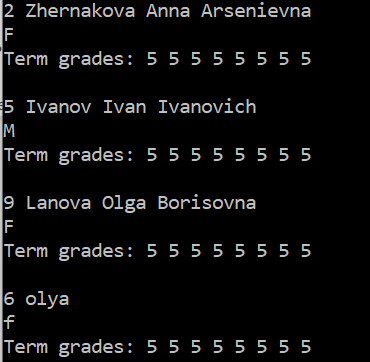 2 Zhernakova Anna Arsenievna
F
Term grades: 5 5 5 5 5 5 5 5
5 Ivanov Ivan Ivanovich
M
Term grades: 5 5 5 5 5 5 5 5
9 Lanova Olga Borisovna
F
Term grades: 5 5 5 5 5 5 5 5
6 olya
f
Term grades: 5 5 5 5 5 5 5 5